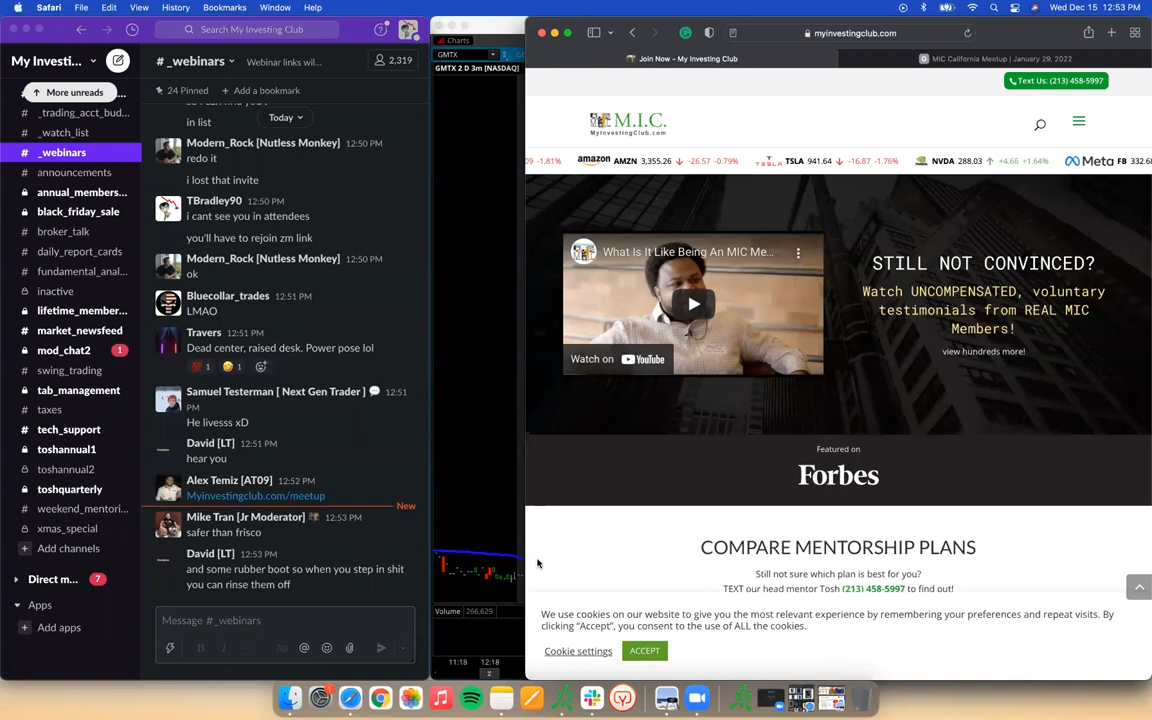 Safari File Edit View History Bookmarks Window Help
Wed Dec 15 12:53 PM
Search My Investing Club
My Investi...
More unreads
# _trading_acct_bud...
# _watch_list
# _webinars
# announcements
annual_members...
black_friday_sale
# broker_talk
# daily_report_cards
# fundamental_anal...
inactive
lifetime_member...
# market_newsfeed
mod_chat2 1
# swing_trading
tab_management
# taxes
# tech_support
toshannual1
toshannual2
toshquarterly
# weekend_mentori...
xmas_special
+ Add channels
Direct m... 7
Apps
+ Add apps
# _webinars
Webinar links wil...
2,319
24 Pinned + Add a bookmark
Today
in list
Modern_Rock [Nutless Monkey] 12:50 PM
redo it
i lost that invite
TBradley90 12:50 PM
i cant see you in attendees
you'll have to rejoin zm link
Modern_Rock [Nutless Monkey] 12:50 PM
ok
Bluecollar_trades 12:51 PM
LMAO
Travers 12:51 PM
Dead center, raised desk. Power pose lol
1 1
Samuel Testerman [ Next Gen Trader ] 12:51 PM
He livesss xD
David [LT] 12:51 PM
hear you
Alex Temiz [AT09] 12:52 PM
Myinvestingclub.com/meetup
New
Mike Tran [Jr Moderator] 12:53 PM
safer than frisco
David [LT] 12:53 PM
and some rubber boot so when you step in shit
you can rinse them off
Message # _webinars
Aa @
Charts
GMTX
GMTX 2 D 3m [NASDAQ]
Volume 266,629
11:18 12:18
myinvestingclub.com
Join Now - My Investing Club
MIC California Meetup | January 29, 2022
Text Us: (213) 458-5997
M.I.C.
MyInvestingClub.com
-1.81% amazon AMZN 3,355.26 -26.57 -0.79% TESLA TSLA 941.64 -16.87 -1.76% NVDA 288.03 +4.66 +1.64% Meta FB 332.6
What Is It Like Being An MIC Me...
Watch on YouTube
STILL NOT CONVINCED?
Watch UNCOMPENSATED, voluntary
testimonials from REAL MIC
Members!
view hundreds more!
Featured on
Forbes
COMPARE MENTORSHIP PLANS
Still not sure which plan is best for you?
TEXT our head mentor Tosh (213) 458-5997 to find out!
We use cookies on our website to give you the most relevant experience by remembering your preferences and repeat visits. By
clicking “Accept”, you consent to the use of ALL the cookies.
Cookie settings ACCEPT